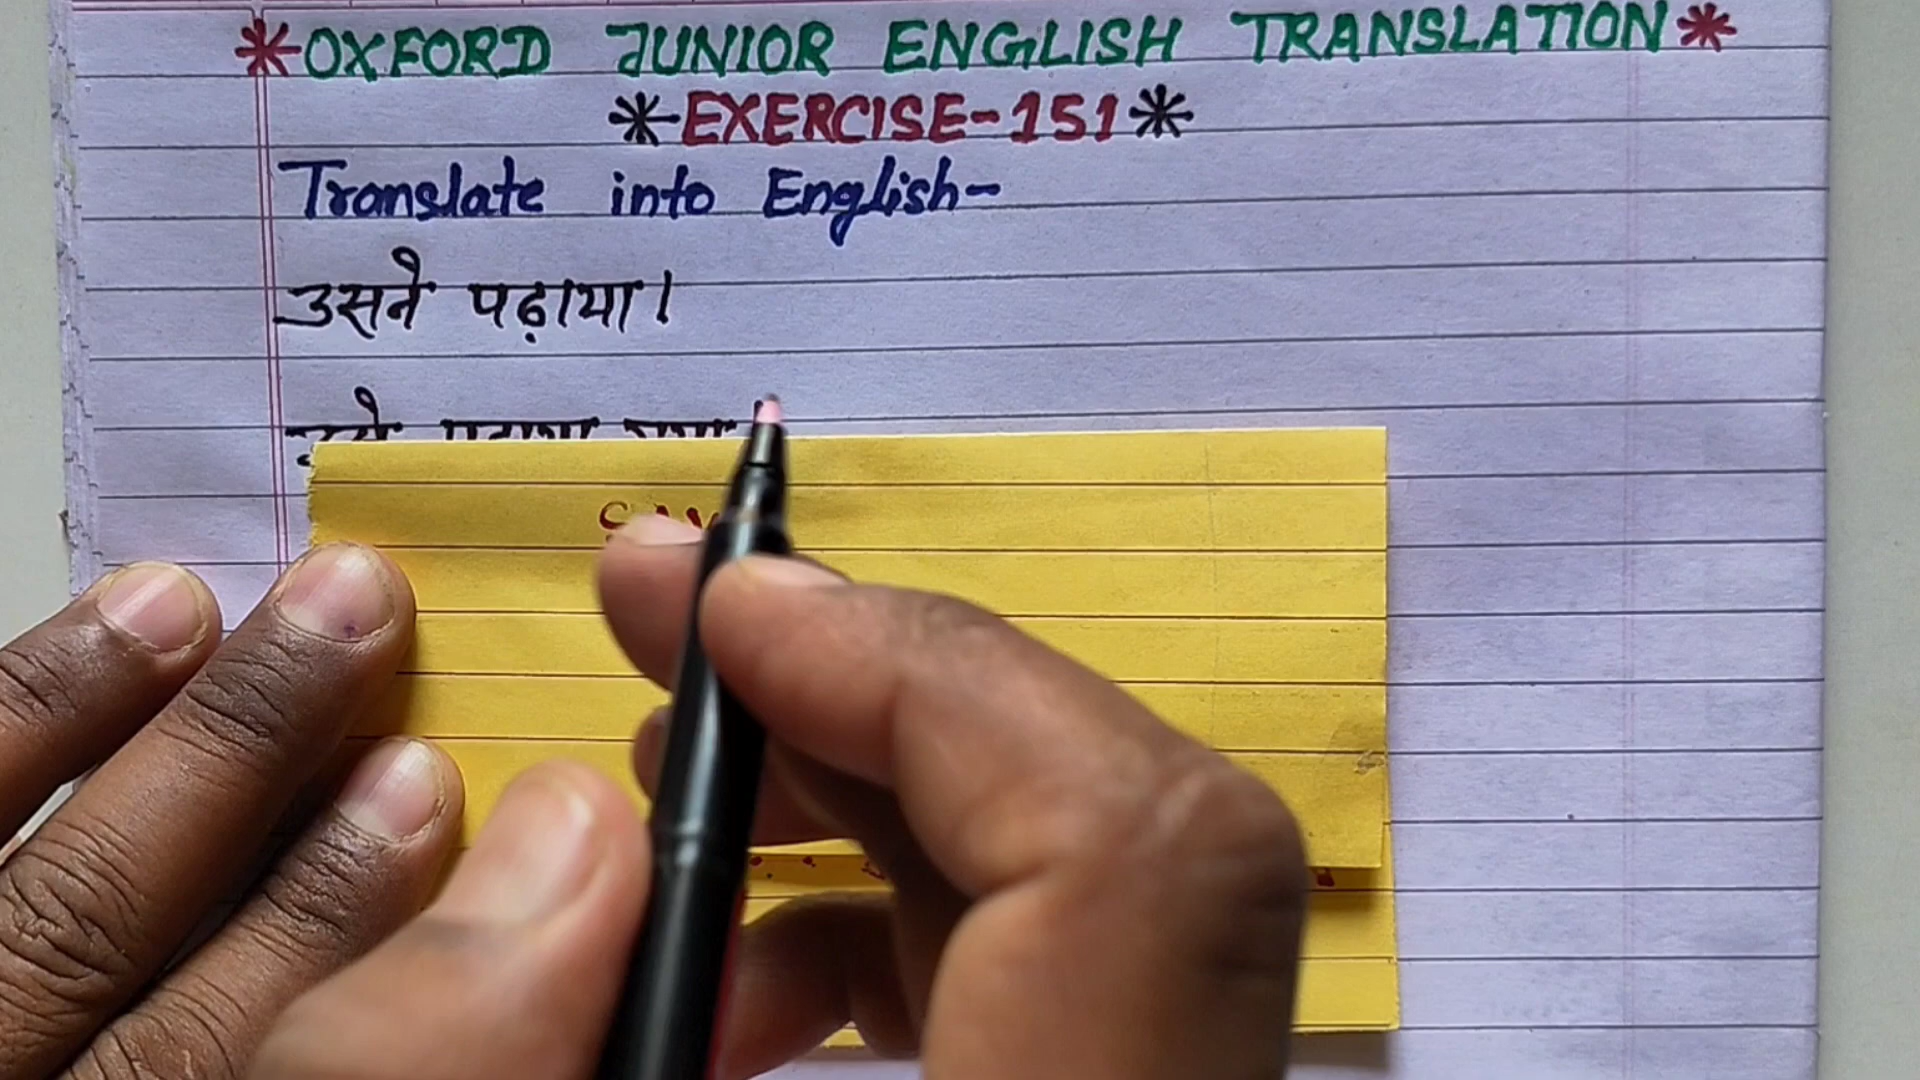 *OXFORD JUNIOR ENGLISH TRANSLATION*
*EXERCISE-151*
Translate into English-
उसने पढ़ाया।